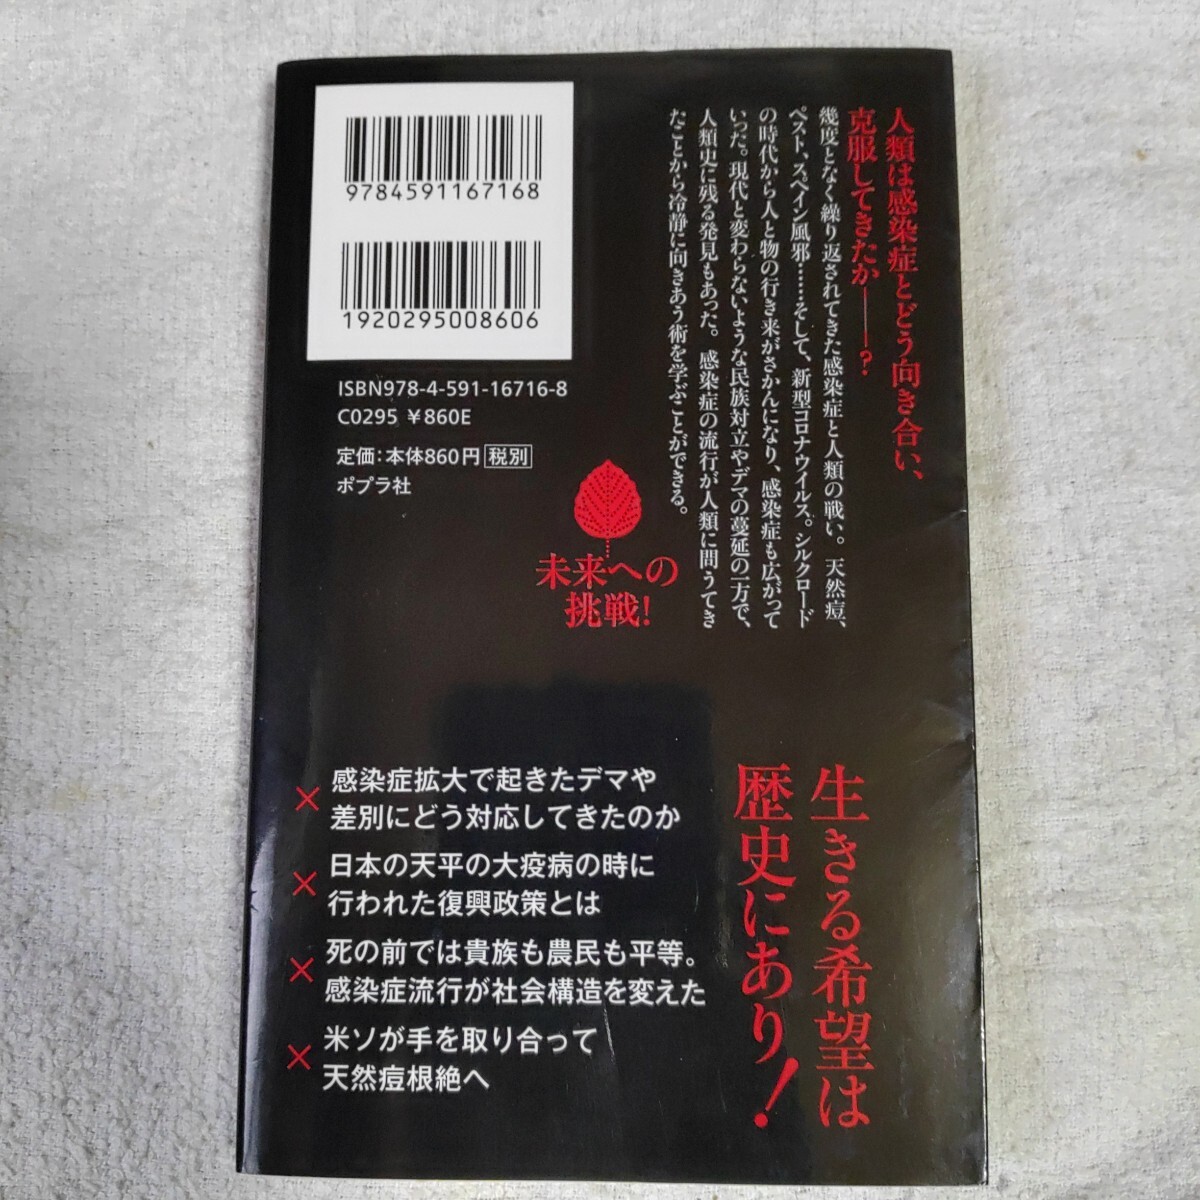 人類は感染症とどう向き合い、
克服してきたか――?
幾度となく繰り返されてきた感染症と人類の戦い。天然痘、
ペスト、スペイン風邪……そして、新型コロナウイルス。シルクロード
の時代から人と物の行き来がさかんになり、感染症も広がって
いった。現代と変わらないような民族対立やデマの蔓延の一方で、
人類史に残る発見もあった。感染症の流行が人類に問うてき
たことから冷静に向きあう術を学ぶことができる。
9784591167168
1920295008606
ISBN978-4-591-16716-8
C0295 ¥860E
定価:本体860円 税別
ポプラ社
未来への
挑戦!
生きる希望は
歴史にあり!
× 感染症拡大で起きたデマや
差別にどう対応してきたのか
× 日本の天平の大疫病の時に
行われた復興政策とは
× 死の前では貴族も農民も平等。
感染症流行が社会構造を変えた
× 米ソが手を取り合って
天然痘根絶へ